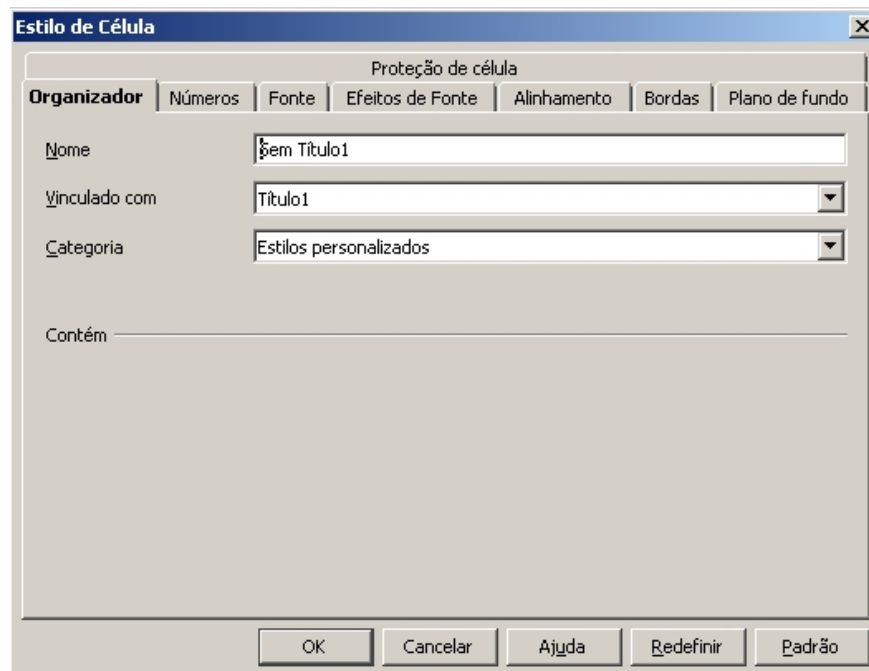 Estilo de Célula
Proteção de célula
Organizador Números Fonte Efeitos de Fonte Alinhamento Bordas Plano de fundo
Nome Sem Título1
Vinculado com Título1
Categoria Estilos personalizados
Contém
OK Cancelar Ajuda Redefinir Padrão